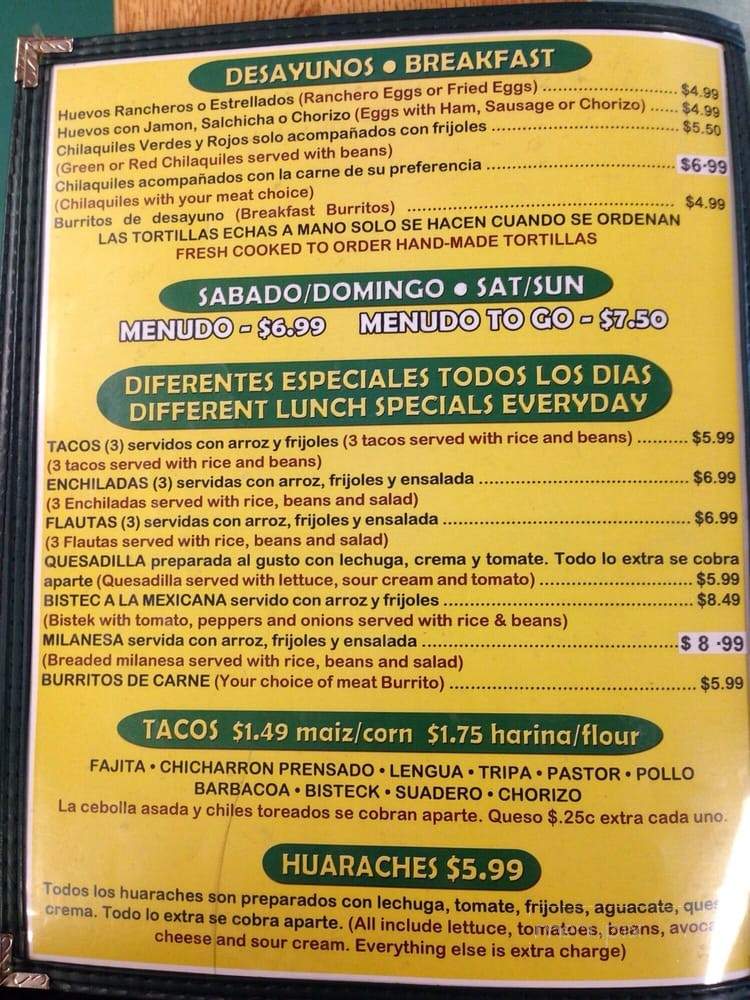 DESAYUNOS • BREAKFAST
Huevos Rancheros o Estrellados (Ranchero Eggs or Fried Eggs) .......................... $4.99
Huevos con Jamon, Salchicha o Chorizo (Eggs with Ham, Sausage or Chorizo) ...... $4.99
Chilaquiles Verdes y Rojos solo acompañados con frijoles .................................... $5.50
(Green or Red Chilaquiles served with beans)
Chilaquiles acompañados con la carne de su preferencia ..................................... $6.99
(Chilaquiles with your meat choice)
Burritos de desayuno (Breakfast Burritos) .................................................... $4.99
LAS TORTILLAS ECHAS A MANO SOLO SE HACEN CUANDO SE ORDENAN
FRESH COOKED TO ORDER HAND-MADE TORTILLAS
SABADO/DOMINGO • SAT/SUN
MENUDO - $6.99 MENUDO TO GO - $7.50
DIFERENTES ESPECIALES TODOS LOS DIAS
DIFFERENT LUNCH SPECIALS EVERYDAY
TACOS (3) servidos con arroz y frijoles (3 tacos served with rice and beans) .......... $5.99
(3 tacos served with rice and beans)
ENCHILADAS (3) servidas con arroz, frijoles y ensalada ................................................ $6.99
(3 Enchiladas served with rice, beans and salad)
FLAUTAS (3) servidas con arroz, frijoles y ensalada ...................................................... $6.99
(3 Flautas served with rice, beans and salad)
QUESADILLA preparada al gusto con lechuga, crema y tomate. Todo lo extra se cobra
aparte (Quesadilla served with lettuce, sour cream and tomato) .................................. $5.99
BISTEC A LA MEXICANA servido con arroz y frijoles ...................................................... $8.49
(Bistek with tomato, peppers and onions served with rice & beans)
MILANESA servida con arroz, frijoles y ensalada ........................................................ $ 8 .99
(Breaded milanesa served with rice, beans and salad)
BURRITOS DE CARNE (Your choice of meat Burrito) ...................................................... $5.99
TACOS $1.49 maiz/corn $1.75 harina/flour
FAJITA • CHICHARRON PRENSADO • LENGUA • TRIPA • PASTOR • POLLO
BARBACOA • BISTECK • SUADERO • CHORIZO
La cebolla asada y chiles toreados se cobran aparte. Queso $.25c extra cada uno.
HUARACHES $5.99
Todos los huaraches son preparados con lechuga, tomate, frijoles, aguacate, ques
crema. Todo lo extra se cobra aparte. (All include lettuce, tomatoes, beans, avoca
cheese and sour cream. Everything else is extra charge)